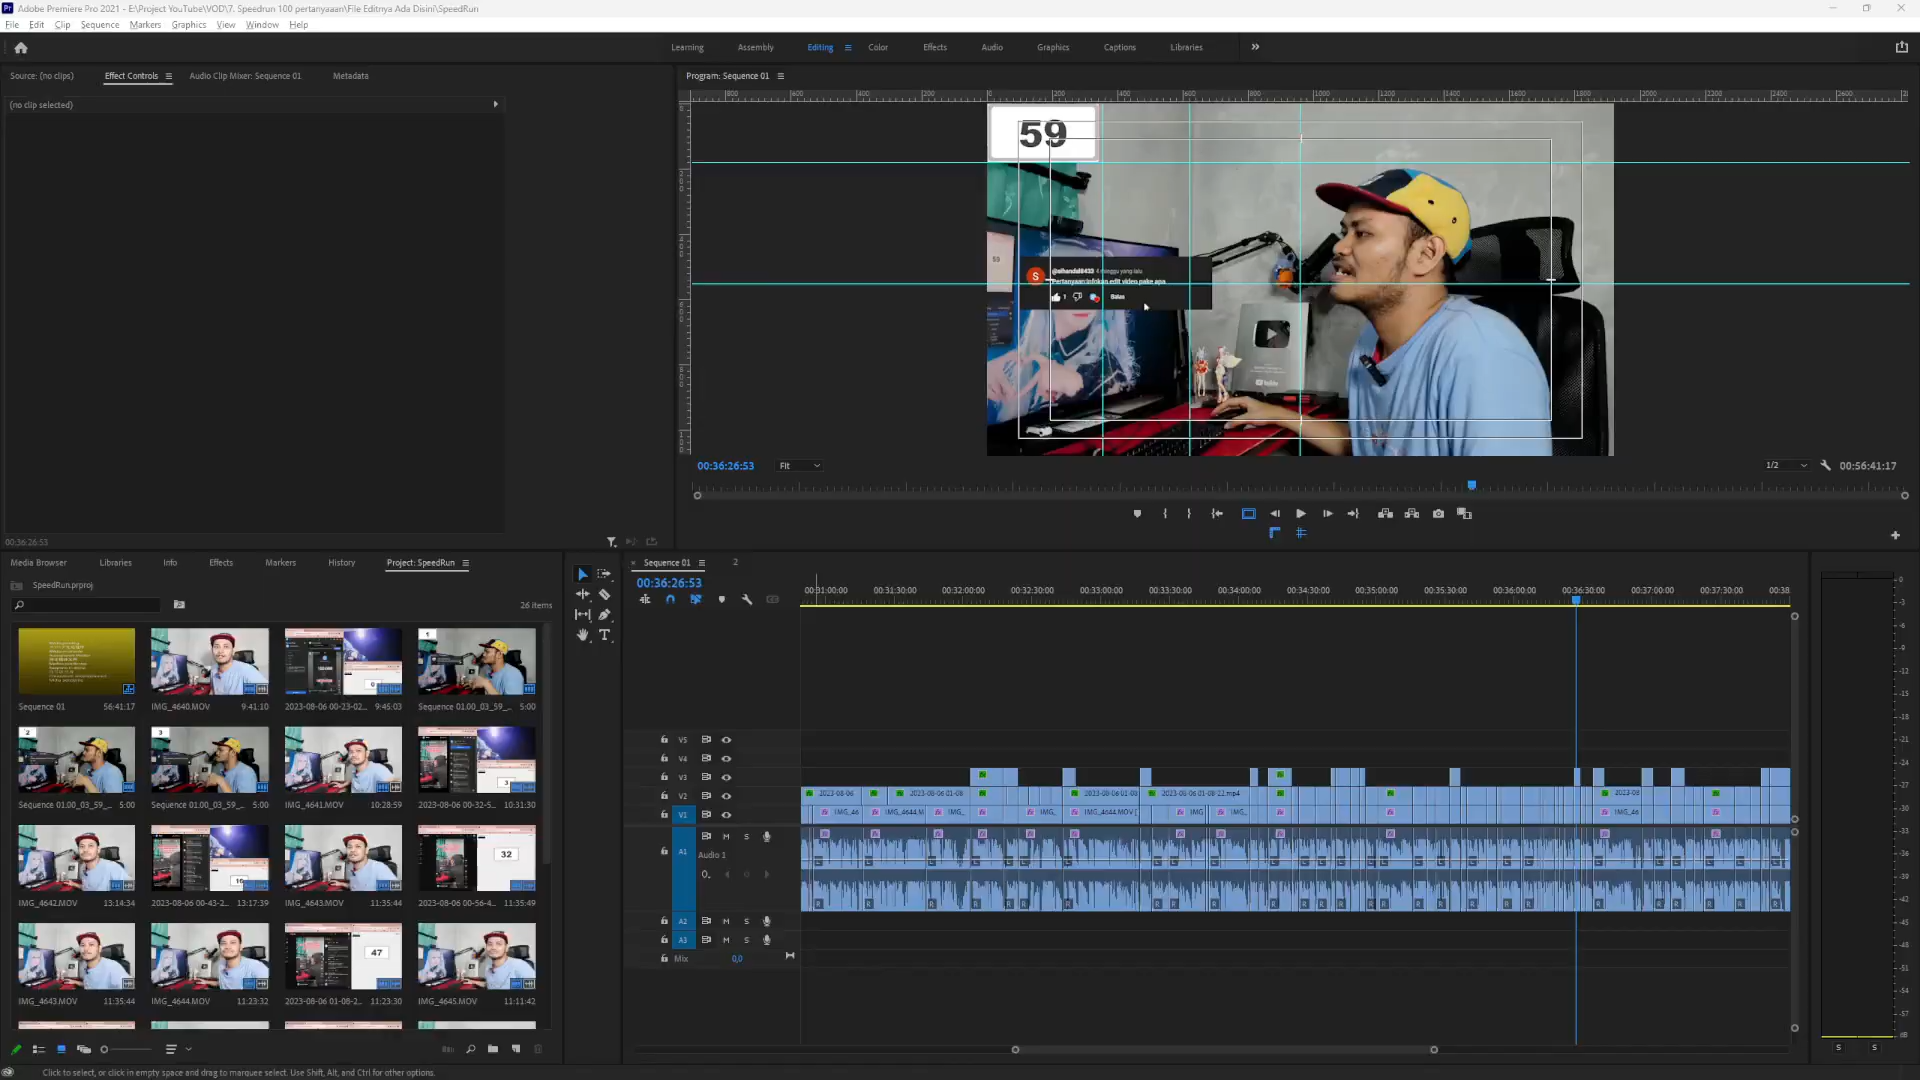 Adobe Premiere Pro 2021 - E:\Project YouTube\VOD\7. Speedrun 100 pertanyaaan\File Editnya Ada Disini\SpeedRun
File Edit Clip Sequence Markers Graphics View Window Help
Learning Assembly Editing Color Effects Audio Graphics Captions Libraries
Source: (no clips) Effect Controls Audio Clip Mixer: Sequence 01 Metadata
Program: Sequence 01
(no clip selected)
59
S
4 minggu yang lalu
Pertanyaan:infokan edit video pake apa
1 Balas
00:36:26:53 Fit 1/2 00:56:41:17
00:36:26:53
Media Browser Libraries Info Effects Markers History Project: SpeedRun
SpeedRun.prproj
26 items
Sequence 01 56:41:17 IMG_4640.MOV 9:41:10 2023-08-06 00-23-02... 9:45:03 Sequence 01.00_03_59_... 5:00
Sequence 01.00_03_59_... 5:00 Sequence 01.00_03_59_... 5:00 IMG_4641.MOV 10:28:59 2023-08-06 00-32-5... 10:31:30
IMG_4642.MOV 13:14:34 2023-08-06 00-43-2... 13:17:39 IMG_4643.MOV 11:35:44 2023-08-06 00-56-4... 11:35:49
IMG_4643.MOV 11:35:44 IMG_4644.MOV 11:23:32 2023-08-06 01-08-2... 11:23:30 IMG_4645.MOV 11:11:42
Sequence 01 2
00:36:26:53
00:31:00:00 00:31:30:00 00:32:00:00 00:32:30:00 00:33:00:00 00:33:30:00 00:34:00:00 00:34:30:00 00:35:00:00 00:35:30:00 00:36:00:00 00:36:30:00 00:37:00:00 00:37:30:00 00:38
V5
V4
V3
V2 2023-08-06 2023-08-06 01-08 2023-08-06 01-08 2023-08-06 01-08-22.mp4 2023-08
V1 IMG_46 IMG_4644.M IMG_ IMG_ IMG_4644.MOV [ IMG_46 IMG_46 IMG_46
A1 M S
Audio 1
A2 M S
A3 M S
Mix 0,0
S S
Click to select, or click in empty space and drag to marquee select. Use Shift, Alt, and Ctrl for other options.